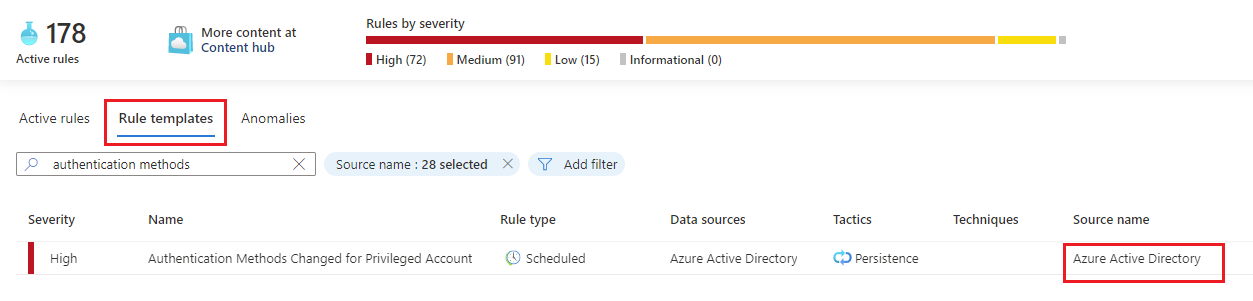 178
Active rules
More content at
Content hub
Rules by severity
High (72) Medium (91) Low (15) Informational (0)
Active rules Rule templates Anomalies
authentication methods Source name : 28 selected Add filter
Severity Name Rule type Data sources Tactics Techniques Source name
High Authentication Methods Changed for Privileged Account Scheduled Azure Active Directory Persistence Azure Active Directory